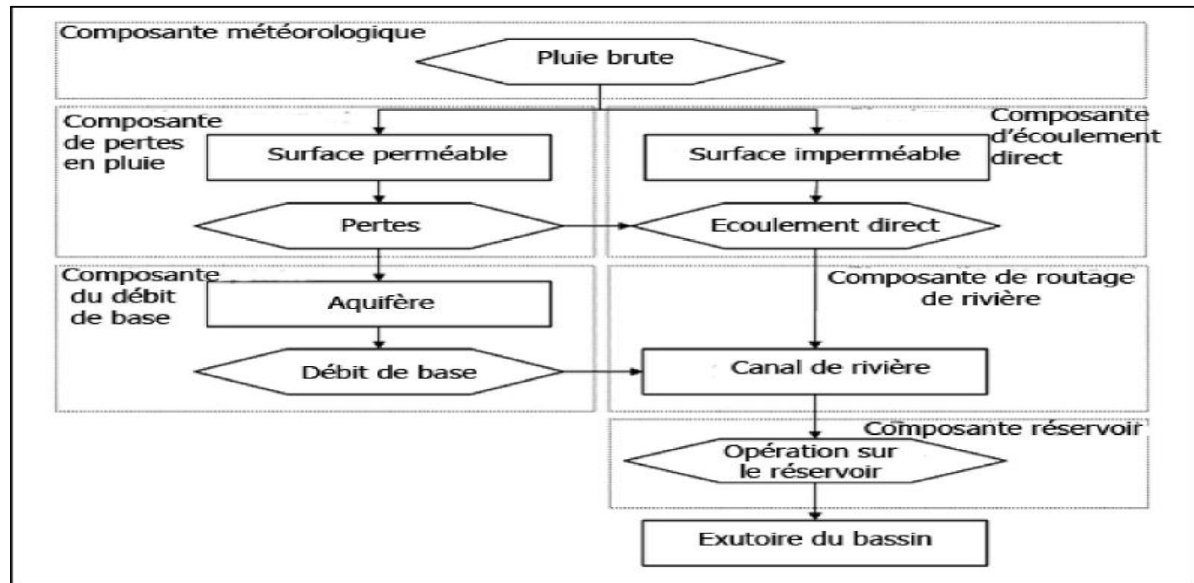 Composante météorologique
Pluie brute
Composante
de pertes
en pluie
Surface perméable
Pertes
Composante
d'écoulement
direct
Surface imperméable
Ecoulement direct
Composante
du débit
de base
Aquifère
Débit de base
Composante de routage
de rivière
Canal de rivière
Composante réservoir
Opération sur
le réservoir
Exutoire du bassin